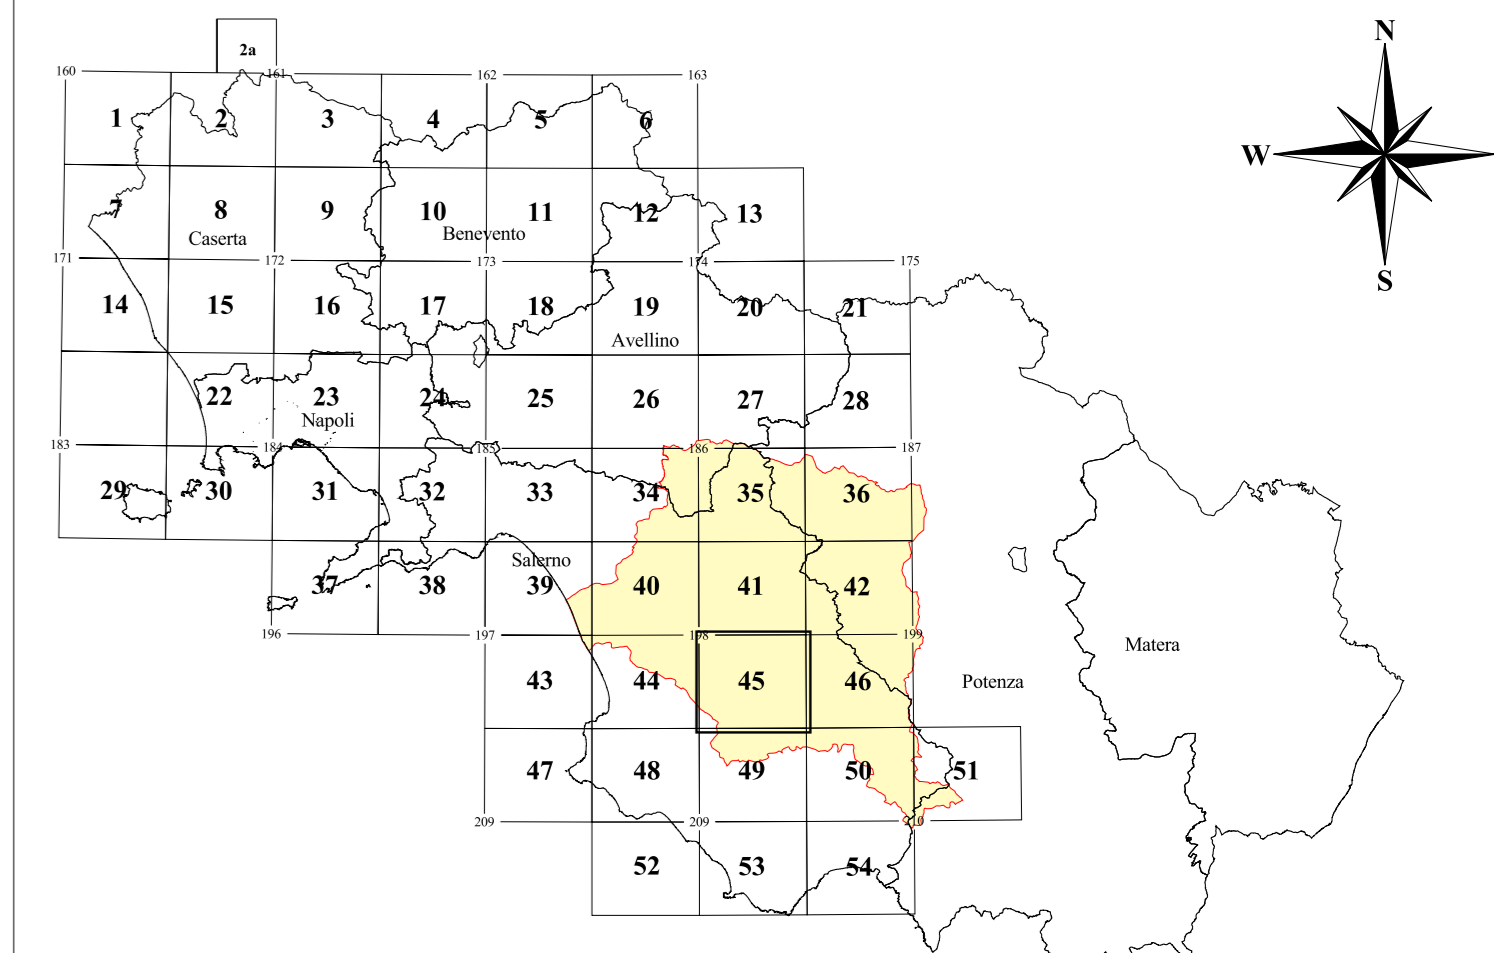 N
2a
160 161 162 163
1 2 3 4 5 6
W
7 8 9 10 11 12 13
Caserta Benevento
171 172 173 174 175
S
14 15 16 17 18 19 20 21
Avellino
22 23 24 25 26 27 28
Napoli
183 184 185 186 187
29 30 31 32 33 34 35 36
Salerno
37 38 39 40 41 42
196 197 198 199
Matera
43 44 45 46
Potenza
47 48 49 50 51
209 209 210
52 53 54